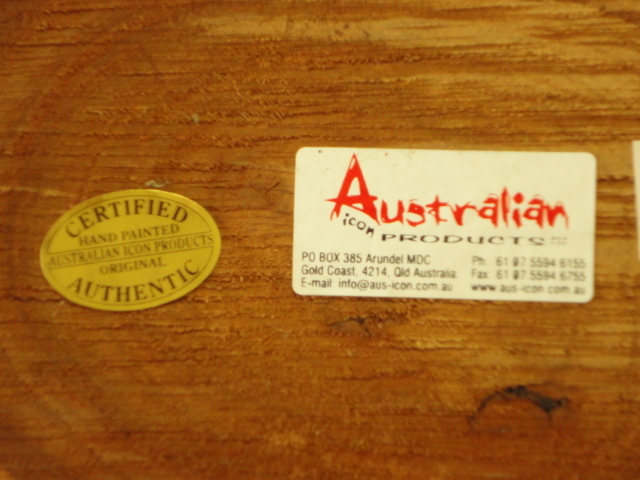 CERTIFIED
HAND PAINTED
AUSTRALIAN ICON PRODUCTS
ORIGINAL
AUTHENTIC
Australian
icon
PRODUCTS
PO BOX 385 Arundel MDC
Gold Coast, 4214, Qld Australia
E-mail: info@aus-icon.com.au
Ph 61 07 5594 6155
Fax: 61 07 5594 6755
www.aus-icon.com.au